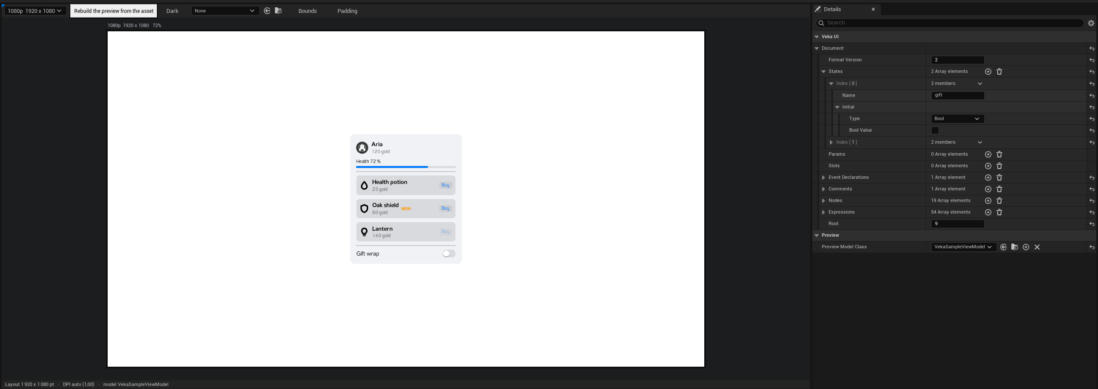 1080p 1920 x 1080
Rebuild the preview from the asset
Dark
None
Bounds
Padding
1080p 1920 x 1080 72%
Aria
120 gold
Health 72 %
Health potion
25 gold
Buy
Oak shield
80 gold
Buy
Lantern
140 gold
Buy
Gift wrap
Layout 1 920 x 1 080 pt · DPI auto (1,00) · model VekaSampleViewModel
Details
Search
Veka UI
Document
Format Version
States
2 Array elements
Index [ 0 ]
2 members
Name
gift
Initial
Type
Bool
Bool Value
Index [ 1 ]
2 members
Params
0 Array elements
Slots
0 Array elements
Event Declarations
1 Array element
Comments
1 Array element
Nodes
19 Array elements
Expressions
54 Array elements
Root
9
Preview
Preview Model Class
VekaSampleViewModel